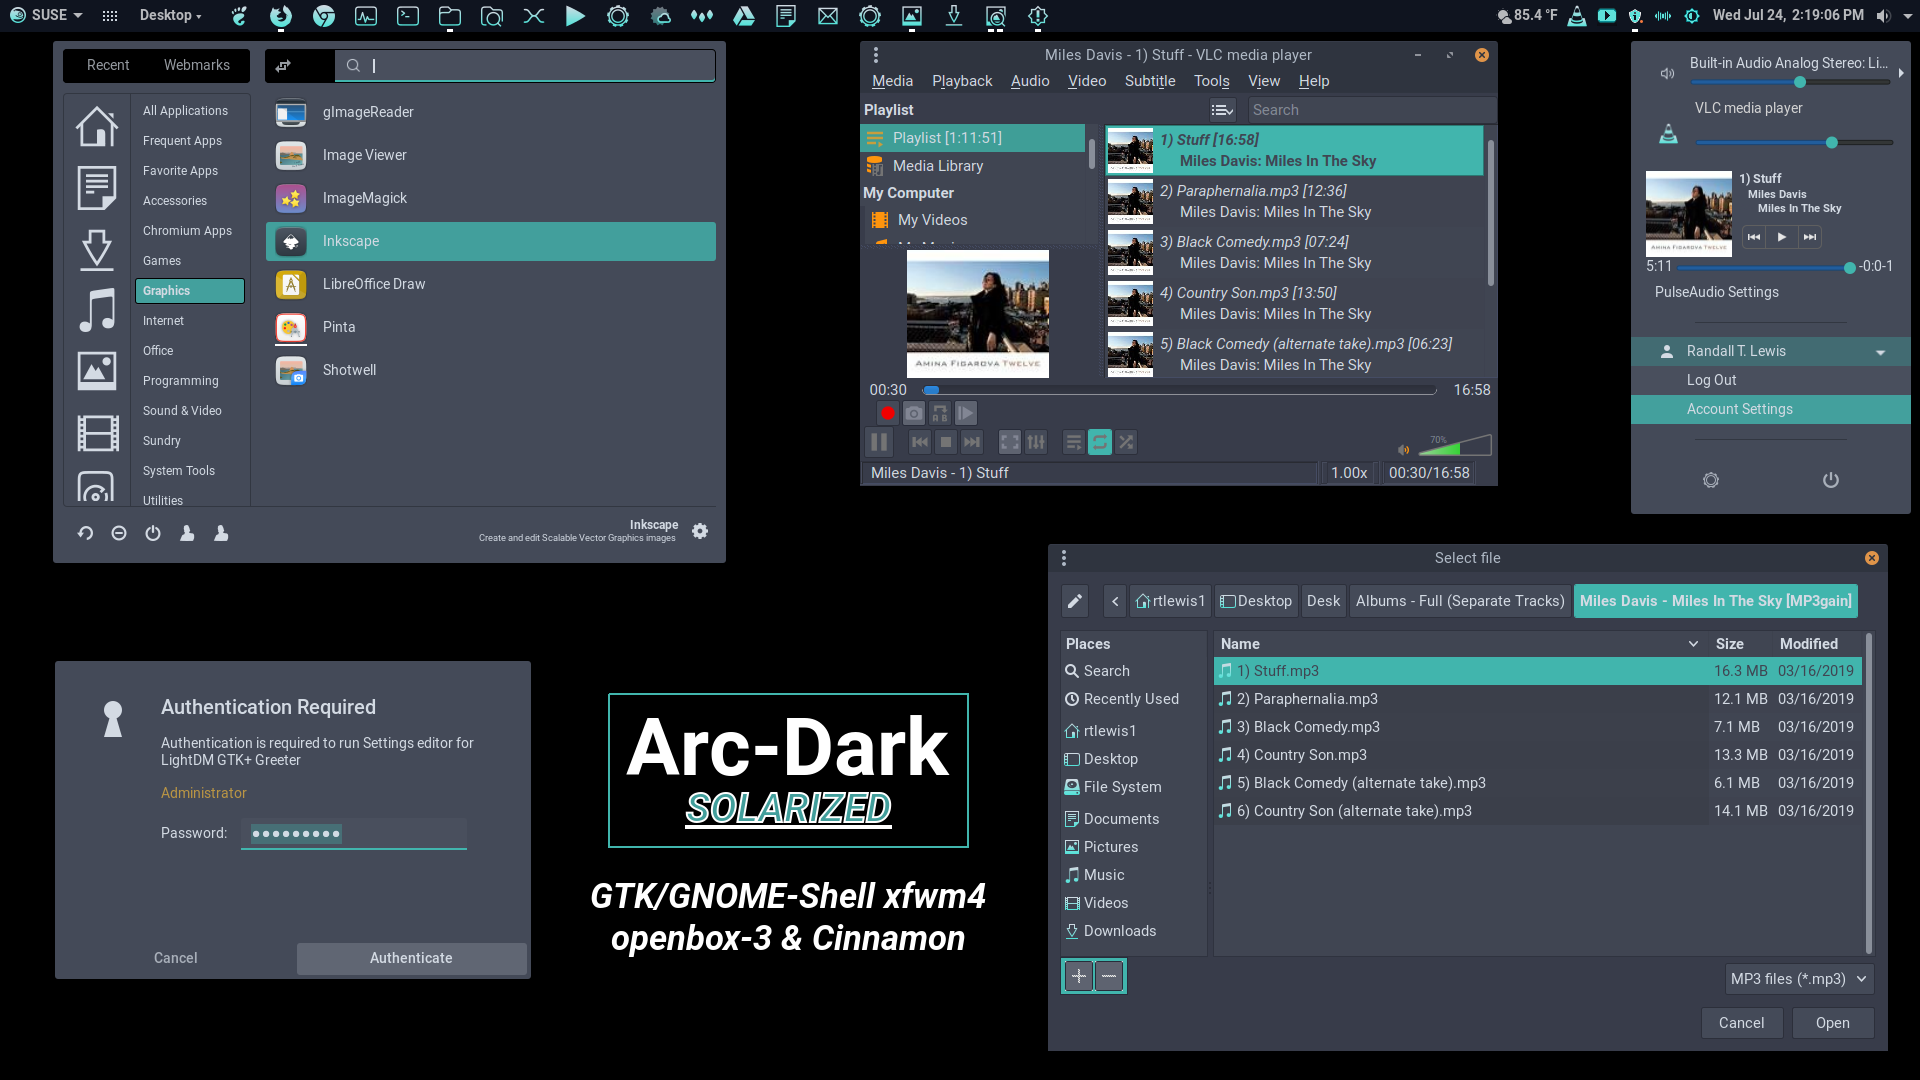 SUSE
Desktop
85.4 °F
Wed Jul 24, 2:19:06 PM
Recent
Webmarks
All Applications
Frequent Apps
Favorite Apps
Accessories
Chromium Apps
Games
Graphics
Internet
Office
Programming
Sound & Video
Sundry
System Tools
Utilities
gImageReader
Image Viewer
ImageMagick
Inkscape
LibreOffice Draw
Pinta
Shotwell
Inkscape
Create and edit Scalable Vector Graphics images
Miles Davis - 1) Stuff - VLC media player
Media Playback Audio Video Subtitle Tools View Help
Playlist
Search
Playlist [1:11:51]
Media Library
My Computer
My Videos
1) Stuff [16:58]
Miles Davis: Miles In The Sky
2) Paraphernalia.mp3 [12:36]
Miles Davis: Miles In The Sky
3) Black Comedy.mp3 [07:24]
Miles Davis: Miles In The Sky
4) Country Son.mp3 [13:50]
Miles Davis: Miles In The Sky
5) Black Comedy (alternate take).mp3 [06:23]
Miles Davis: Miles In The Sky
AMINA FIGAROVA TWELVE
00:30
16:58
70%
Miles Davis - 1) Stuff
1.00x
00:30/16:58
Built-in Audio Analog Stereo: Li...
VLC media player
1) Stuff
Miles Davis
Miles In The Sky
AMINA FIGAROVA TWELVE
5:11
-0:0-1
PulseAudio Settings
Randall T. Lewis
Log Out
Account Settings
Authentication Required
Authentication is required to run Settings editor for
LightDM GTK+ Greeter
Administrator
Password:
Cancel
Authenticate
Arc-Dark
SOLARIZED
GTK/GNOME-Shell xfwm4
openbox-3 & Cinnamon
Select file
rtlewis1
Desktop
Desk
Albums - Full (Separate Tracks)
Miles Davis - Miles In The Sky [MP3gain]
Places
Search
Recently Used
rtlewis1
Desktop
File System
Documents
Pictures
Music
Videos
Downloads
Name Size Modified
1) Stuff.mp3 16.3 MB 03/16/2019
2) Paraphernalia.mp3 12.1 MB 03/16/2019
3) Black Comedy.mp3 7.1 MB 03/16/2019
4) Country Son.mp3 13.3 MB 03/16/2019
5) Black Comedy (alternate take).mp3 6.1 MB 03/16/2019
6) Country Son (alternate take).mp3 14.1 MB 03/16/2019
MP3 files (*.mp3)
Cancel
Open